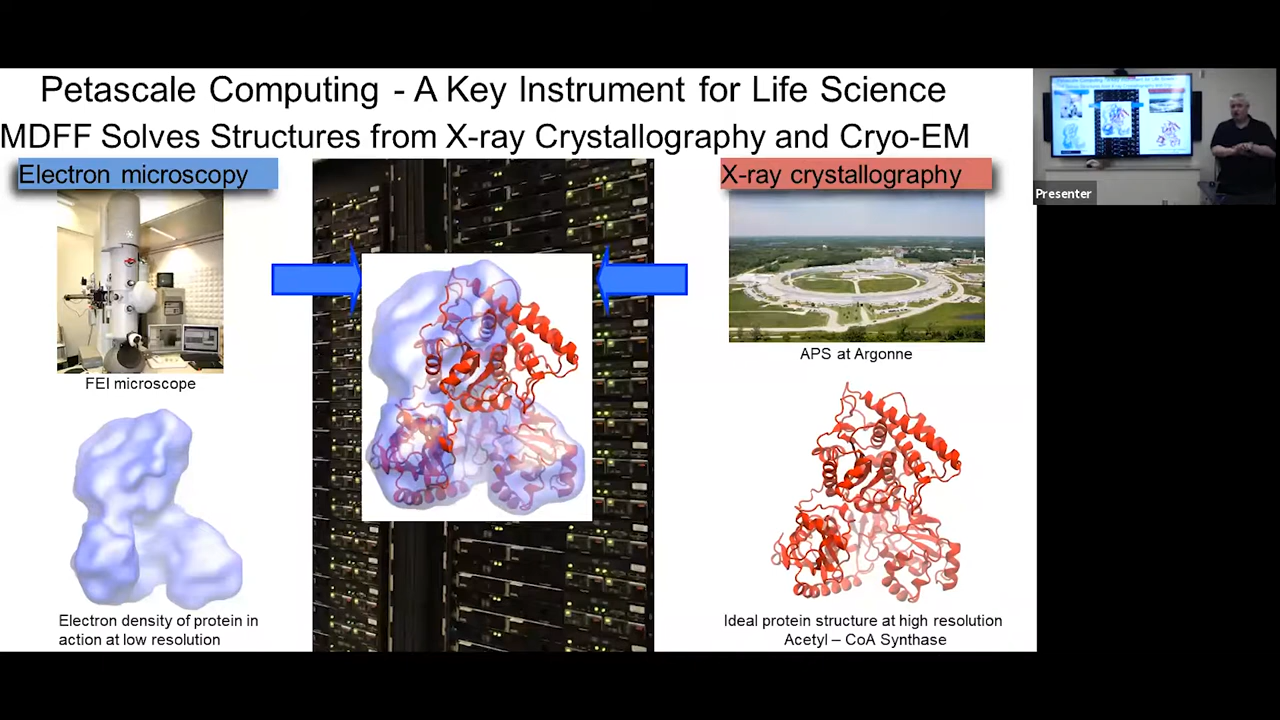 Petascale Computing - A Key Instrument for Life Science
MDFF Solves Structures from X-ray Crystallography and Cryo-EM
Electron microscopy
X-ray crystallography
FEI microscope
APS at Argonne
Electron density of protein in
action at low resolution
Ideal protein structure at high resolution
Acetyl – CoA Synthase
Presenter